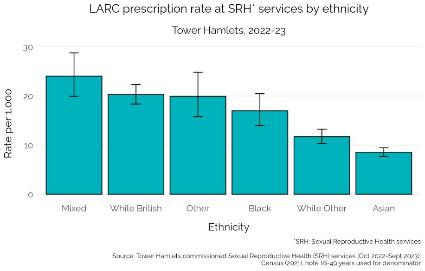 LARC prescription rate at SRH* services by ethnicity
Tower Hamlets, 2022-23
Rate per 1,000
30
20
10
0
Mixed
White British
Other
Black
White Other
Asian
Ethnicity
*SRH: Sexual Reproductive Health services
Source: Tower Hamlets commissioned Sexual Reproductive Health (SRH) services (Oct 2022-Sept 2023);
Census (2021), note 16-49 years used for denominator